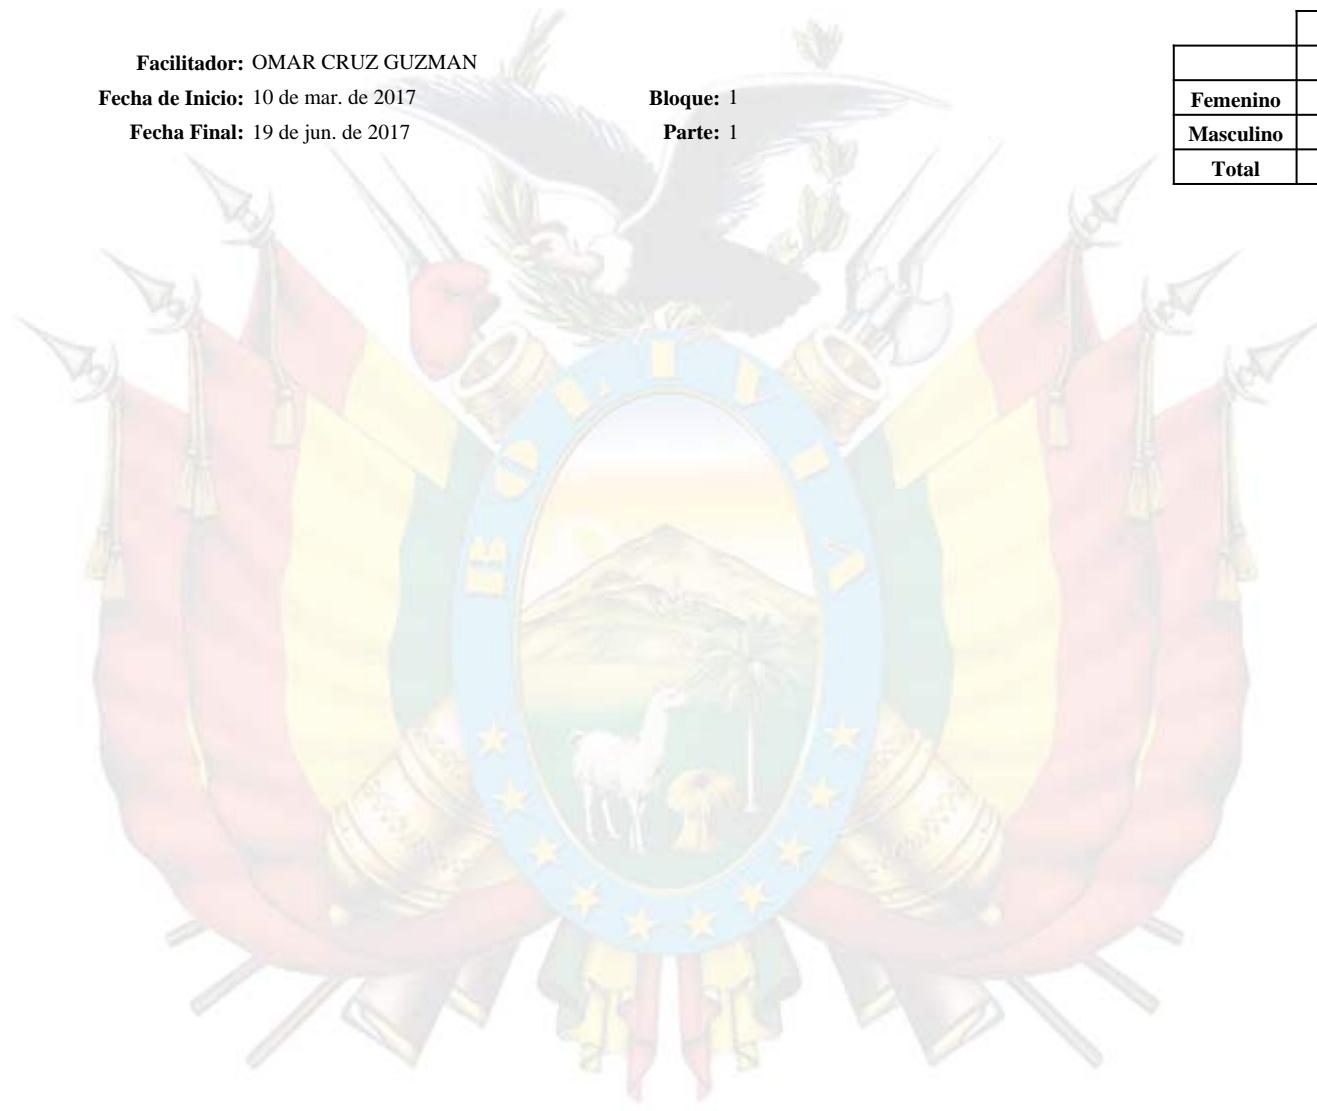 Facilitador: OMAR CRUZ GUZMAN
Fecha de Inicio: 10 de mar. de 2017 Bloque: 1
Fecha Final: 19 de jun. de 2017 Parte: 1
Femenino
Masculino
Total
BOLIVIA